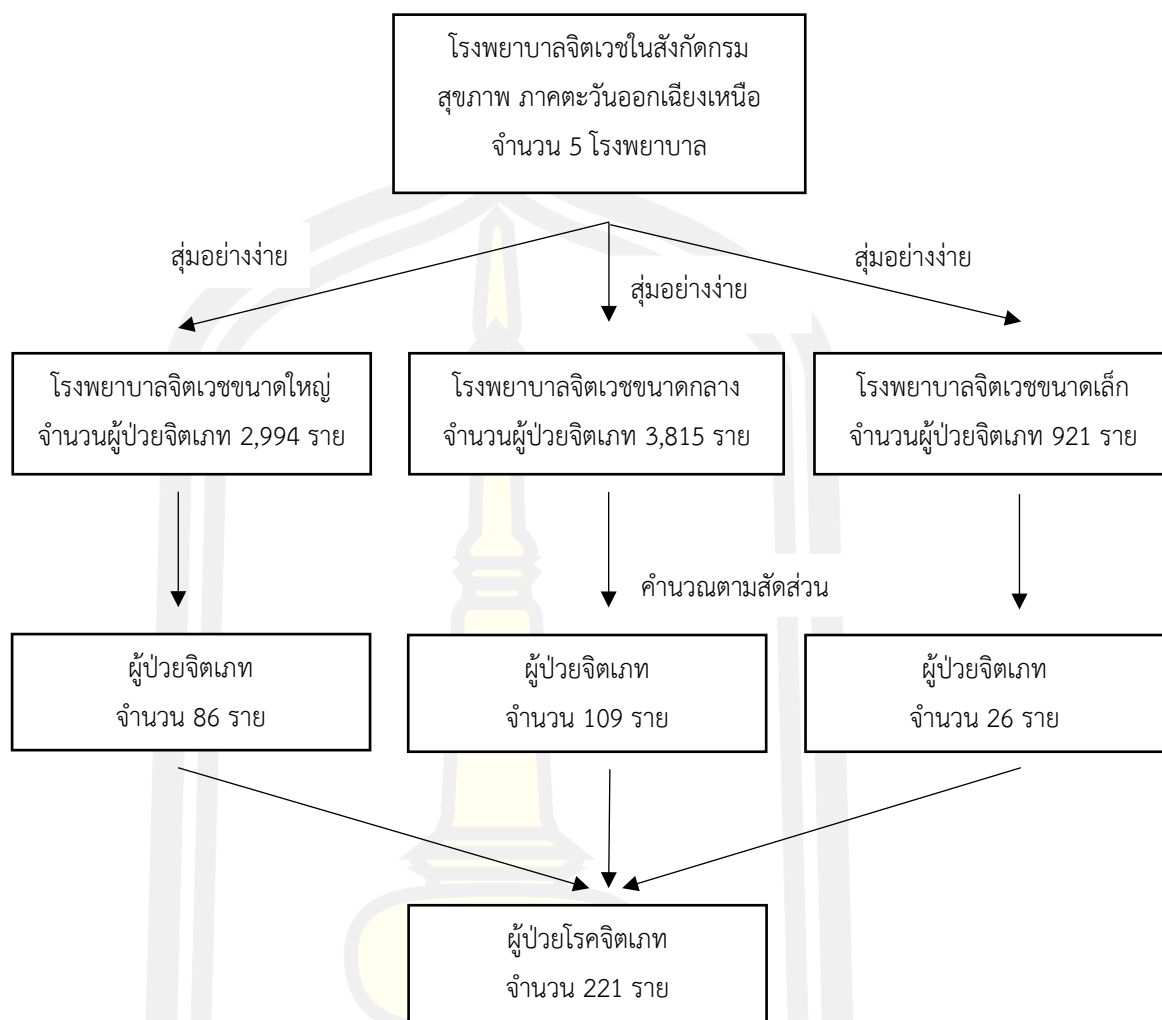 โรงพยาบาลจิตเวชในสังกัดกรม
สุขภาพ ภาคตะวันออกเฉียงเหนือ
จำนวน 5 โรงพยาบาล
สุ่มอย่างง่าย
สุ่มอย่างง่าย
สุ่มอย่างง่าย
โรงพยาบาลจิตเวชขนาดใหญ่
จำนวนผู้ป่วยจิตเภท 2,994 ราย
โรงพยาบาลจิตเวชขนาดกลาง
จำนวนผู้ป่วยจิตเภท 3,815 ราย
โรงพยาบาลจิตเวชขนาดเล็ก
จำนวนผู้ป่วยจิตเภท 921 ราย
คำนวณตามสัดส่วน
ผู้ป่วยจิตเภท
จำนวน 86 ราย
ผู้ป่วยจิตเภท
จำนวน 109 ราย
ผู้ป่วยจิตเภท
จำนวน 26 ราย
ผู้ป่วยโรคจิตเภท
จำนวน 221 ราย